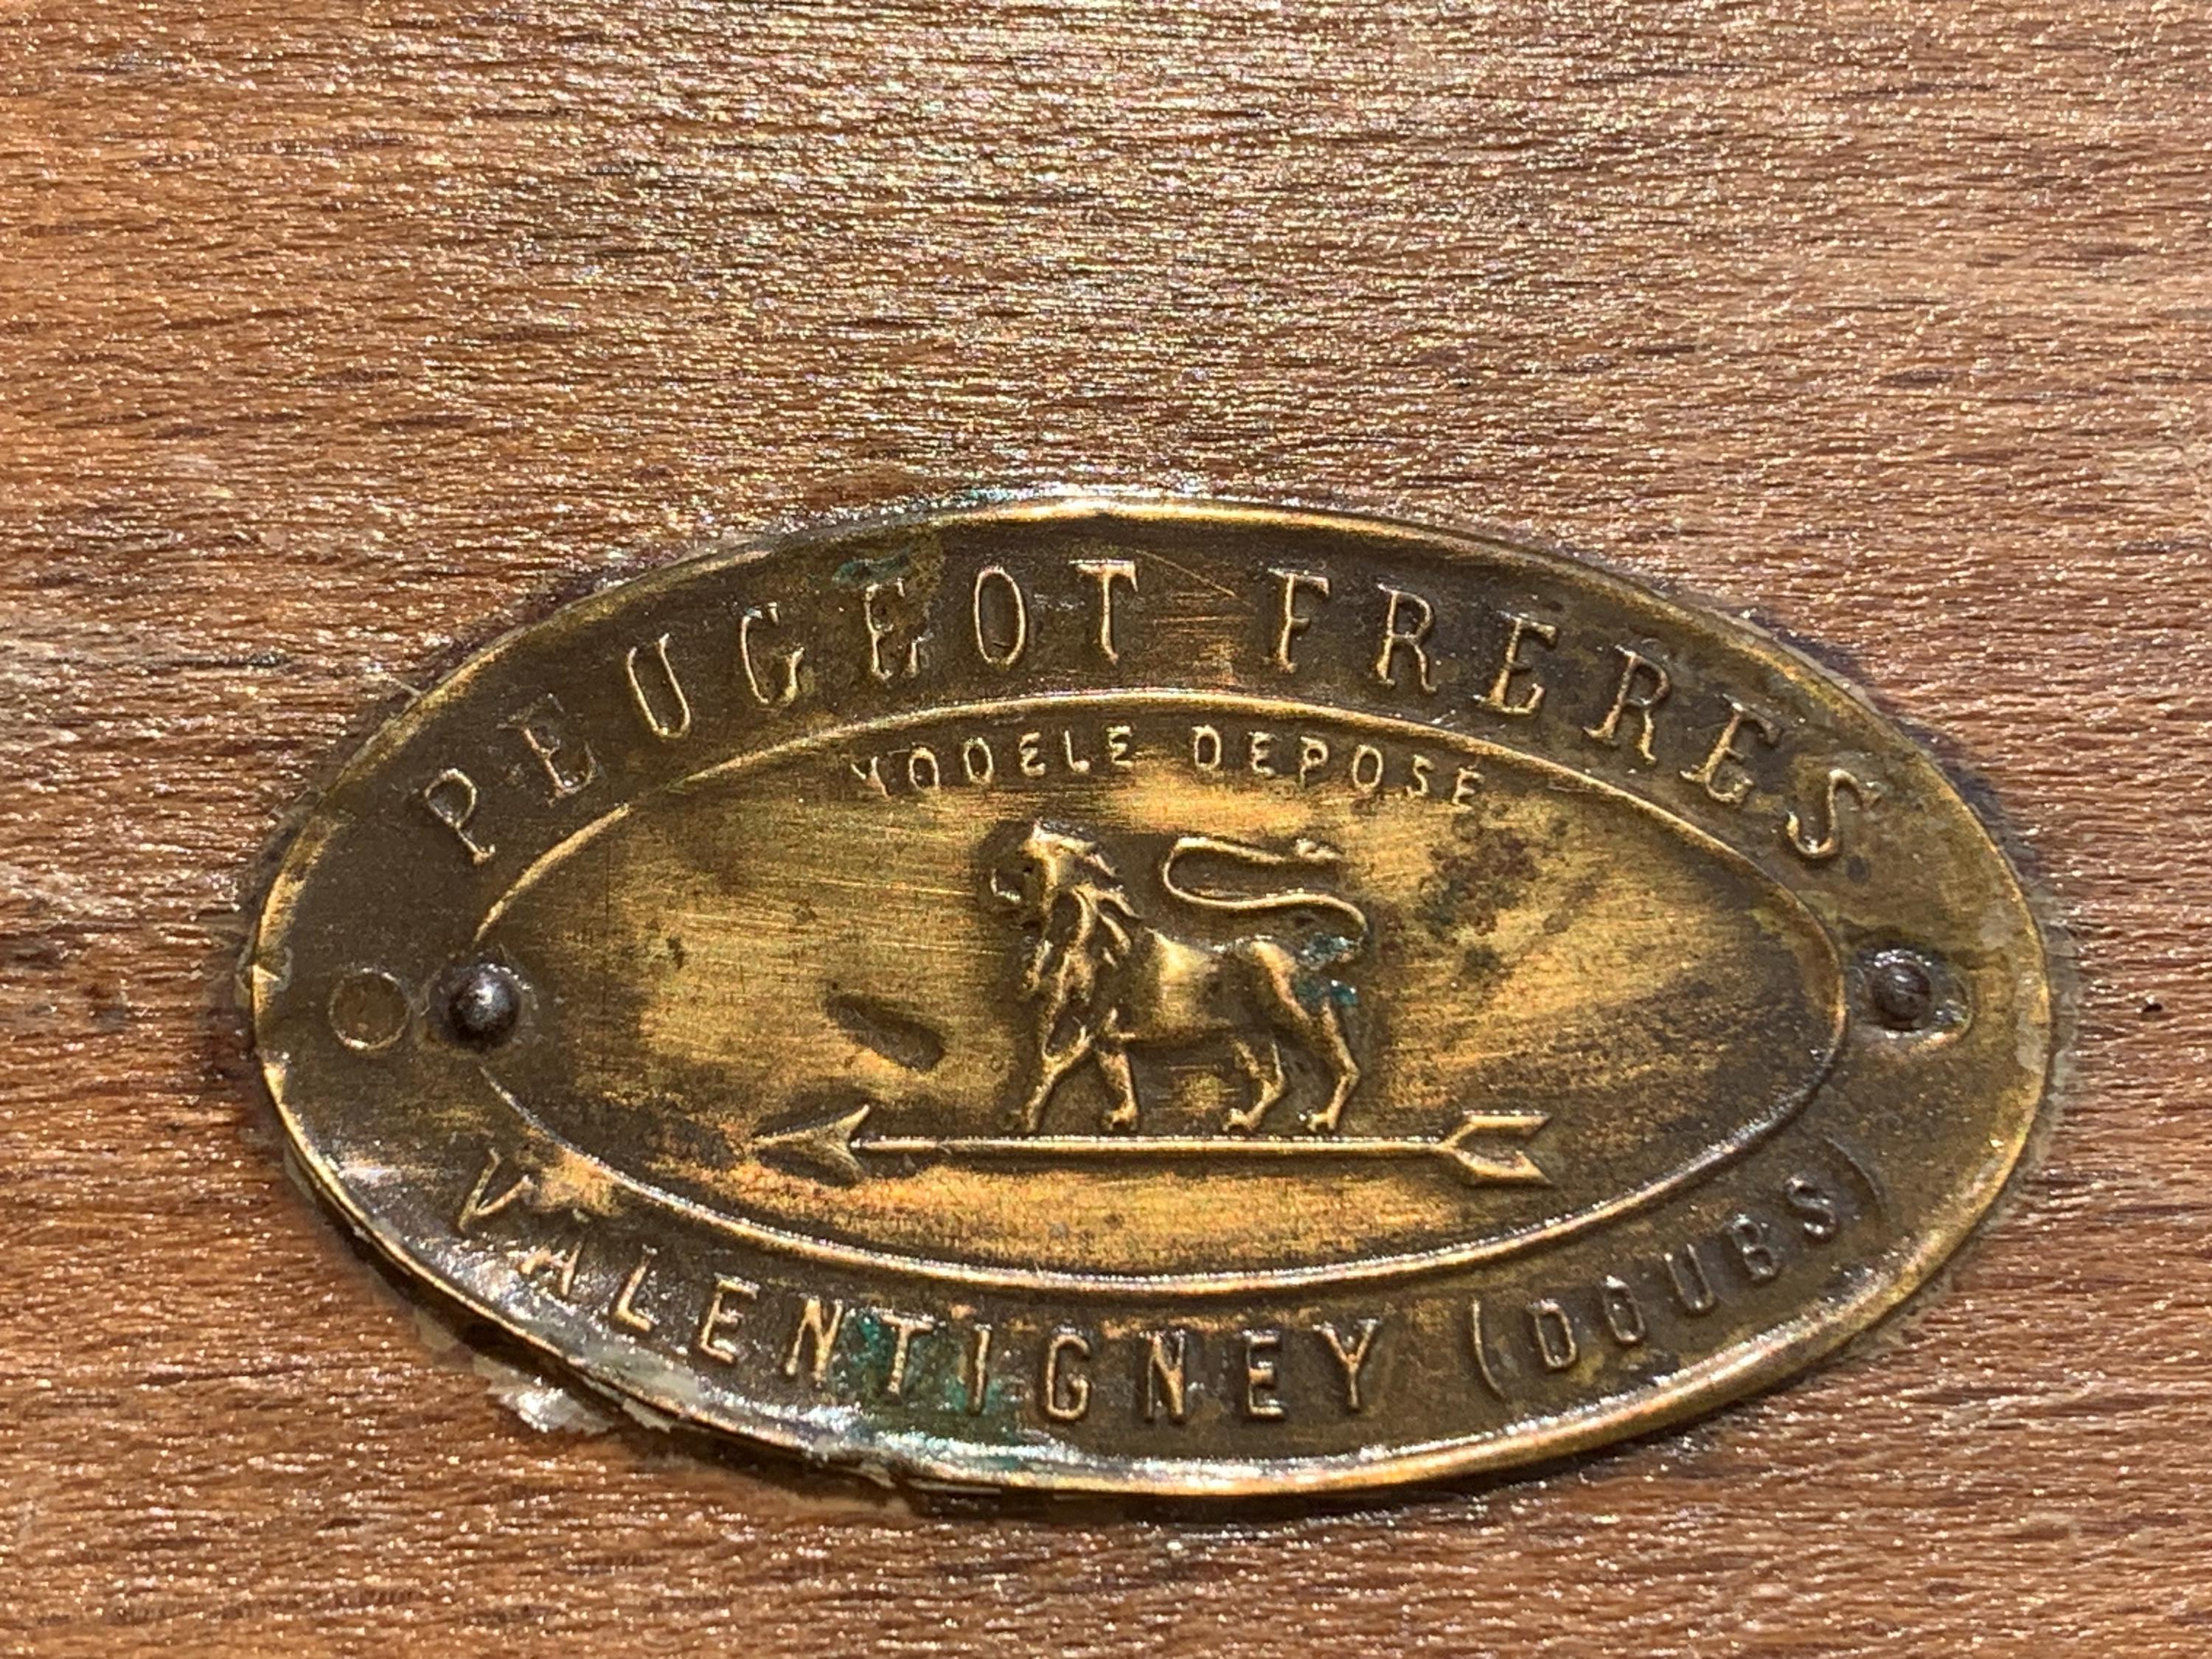 PEUGEOT FRERES
MODELE DEPOSE
VALENTIGNEY (DOUBS)